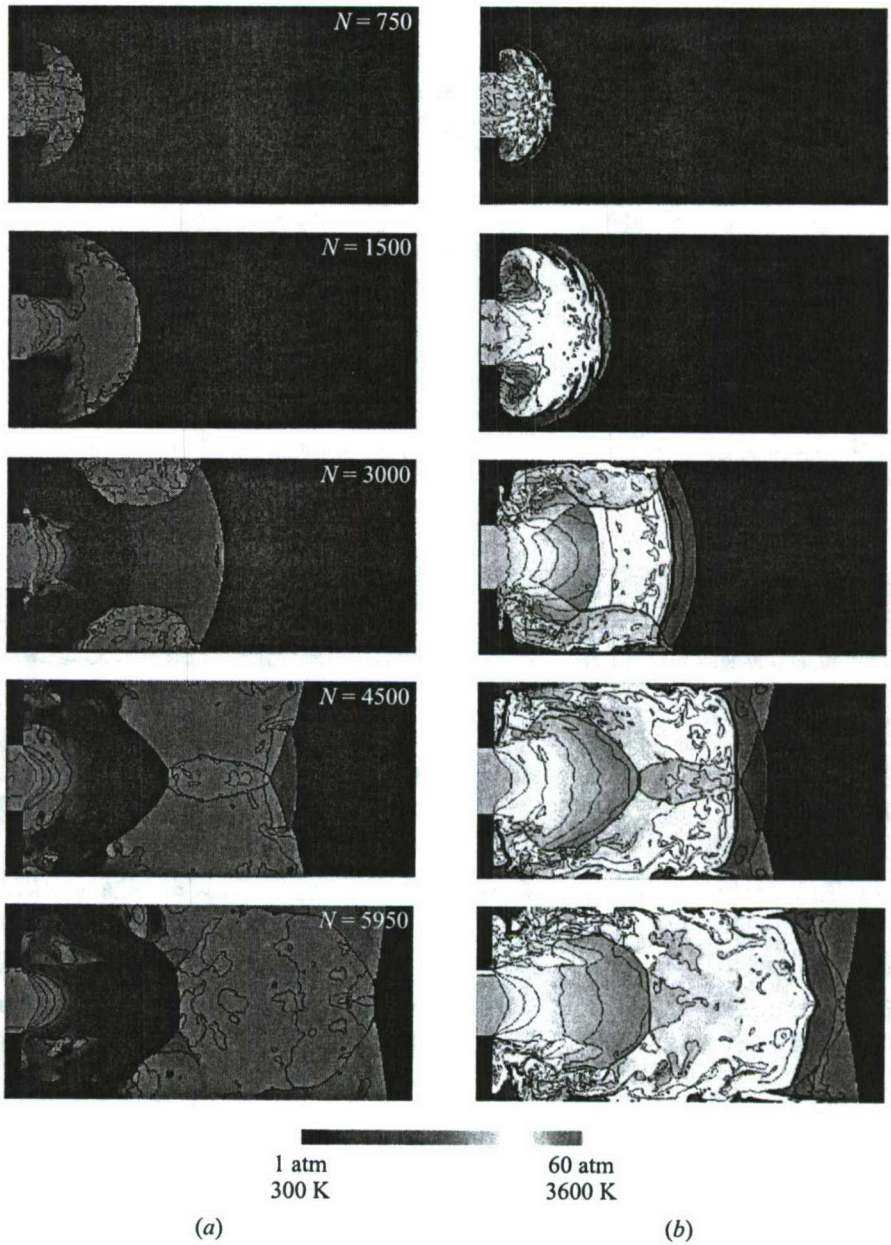 N = 750
N = 1500
N = 3000
N = 4500
N = 5950
1 atm 60 atm
300 K 3600 K
(a) (b)